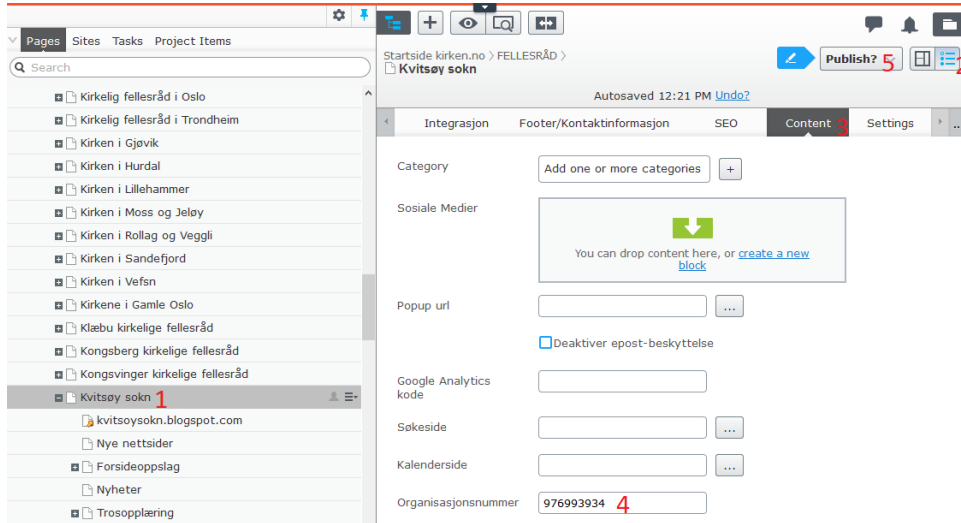 Pages Sites Tasks Project Items
Search
Kirkelig fellesråd i Oslo
Kirkelig fellesråd i Trondheim
Kirken i Gjøvik
Kirken i Hurdal
Kirken i Lillehammer
Kirken i Moss og Jeløy
Kirken i Rollag og Veggli
Kirken i Sandefjord
Kirken i Vefsn
Kirkene i Gamle Oslo
Klæbu kirkelige fellesråd
Kongsberg kirkelige fellesråd
Kongsvinger kirkelige fellesråd
Kvitsøy sokn 1
kvitsoysokn.blogspot.com
Nye nettsider
Forsideoppslag
Nyheter
Trosopplæring
Startside kirken.no > FELLESRÅD >
Kvitsøy sokn
Publish? 5
2
Autosaved 12:21 PM Undo?
Integrasjon Footer/Kontaktinformasjon SEO Content 3 Settings ...
Category Add one or more categories +
Sosiale Medier
You can drop content here, or create a new
block
Popup url ...
Deaktiver epost-beskyttelse
Google Analytics
kode
Søkeside ...
Kalenderside ...
Organisasjonsnummer 976993934 4